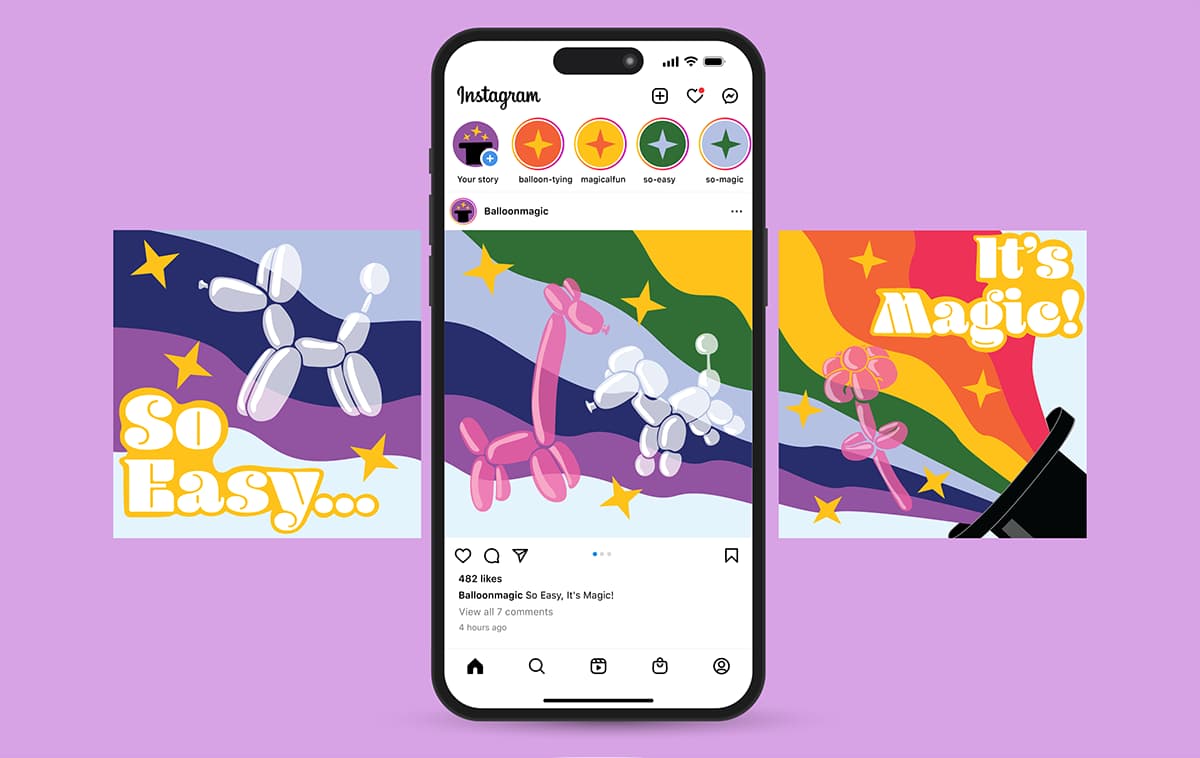 Instagram
Your story
balloon-tying
magicalfun
so-easy
so-magic
Balloonmagic
So
Easy...
It's
Magic!
482 likes
Balloonmagic So Easy, It's Magic!
View all 7 comments
4 hours ago